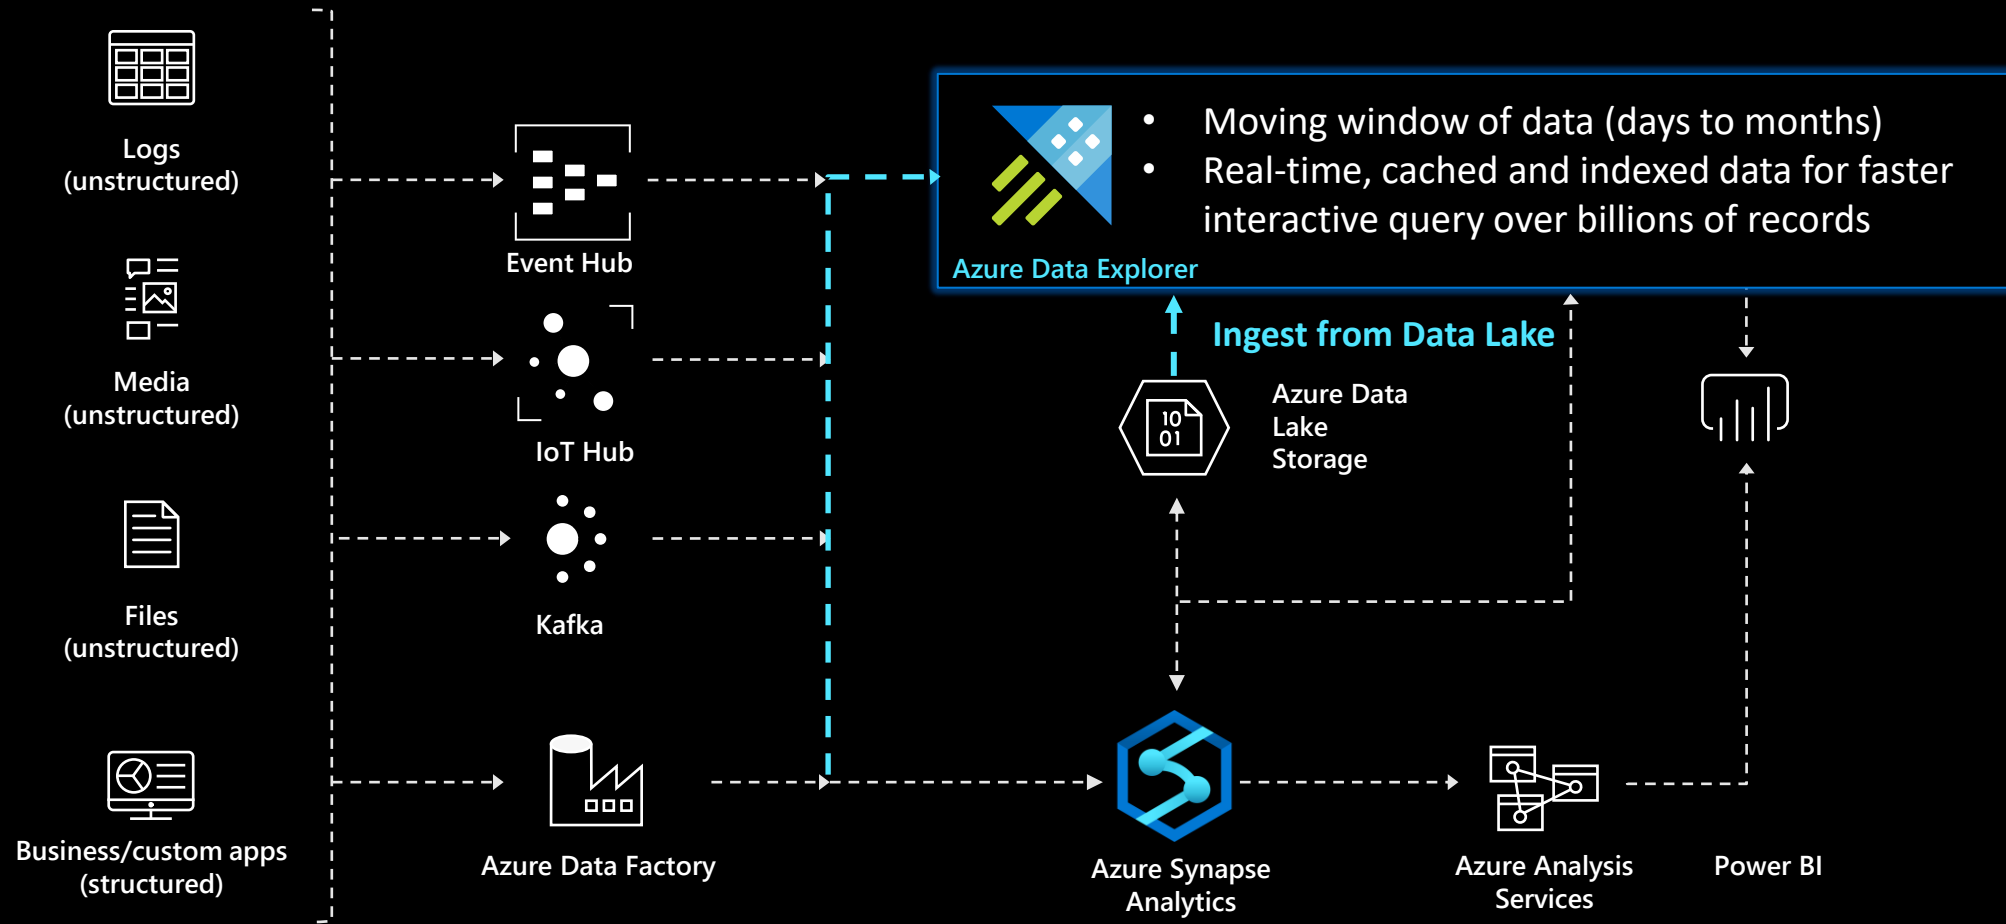 Logs
(unstructured)
Media
(unstructured)
Files
(unstructured)
Business/custom apps
(structured)
Event Hub
IoT Hub
Kafka
Azure Data Factory
• Moving window of data (days to months)
• Real-time, cached and indexed data for faster
interactive query over billions of records
Azure Data Explorer
Ingest from Data Lake
10
01
Azure Data
Lake
Storage
Azure Synapse
Analytics
Azure Analysis
Services
Power BI